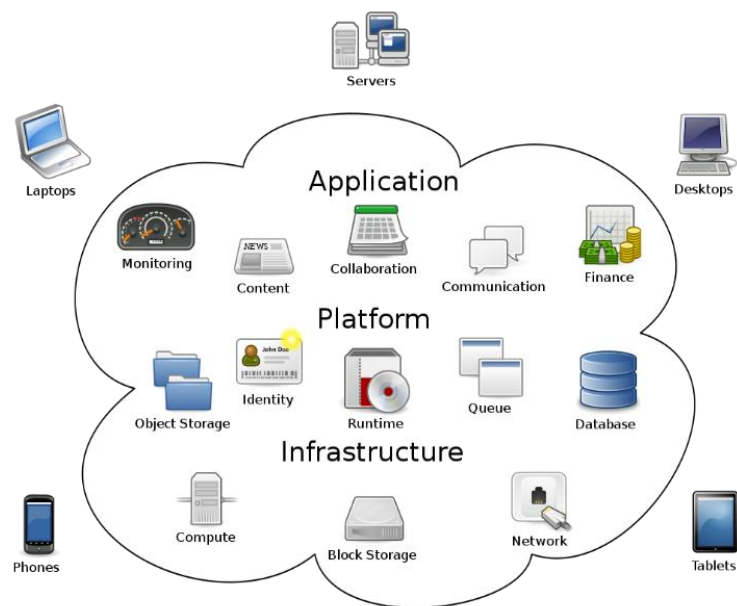 Servers
Laptops
Desktops
Application
Monitoring
NEWS
Content
Collaboration
Communication
Finance
Platform
Object Storage
John Doe
Identity
Runtime
Queue
Database
Infrastructure
Compute
Block Storage
Network
Phones
Tablets